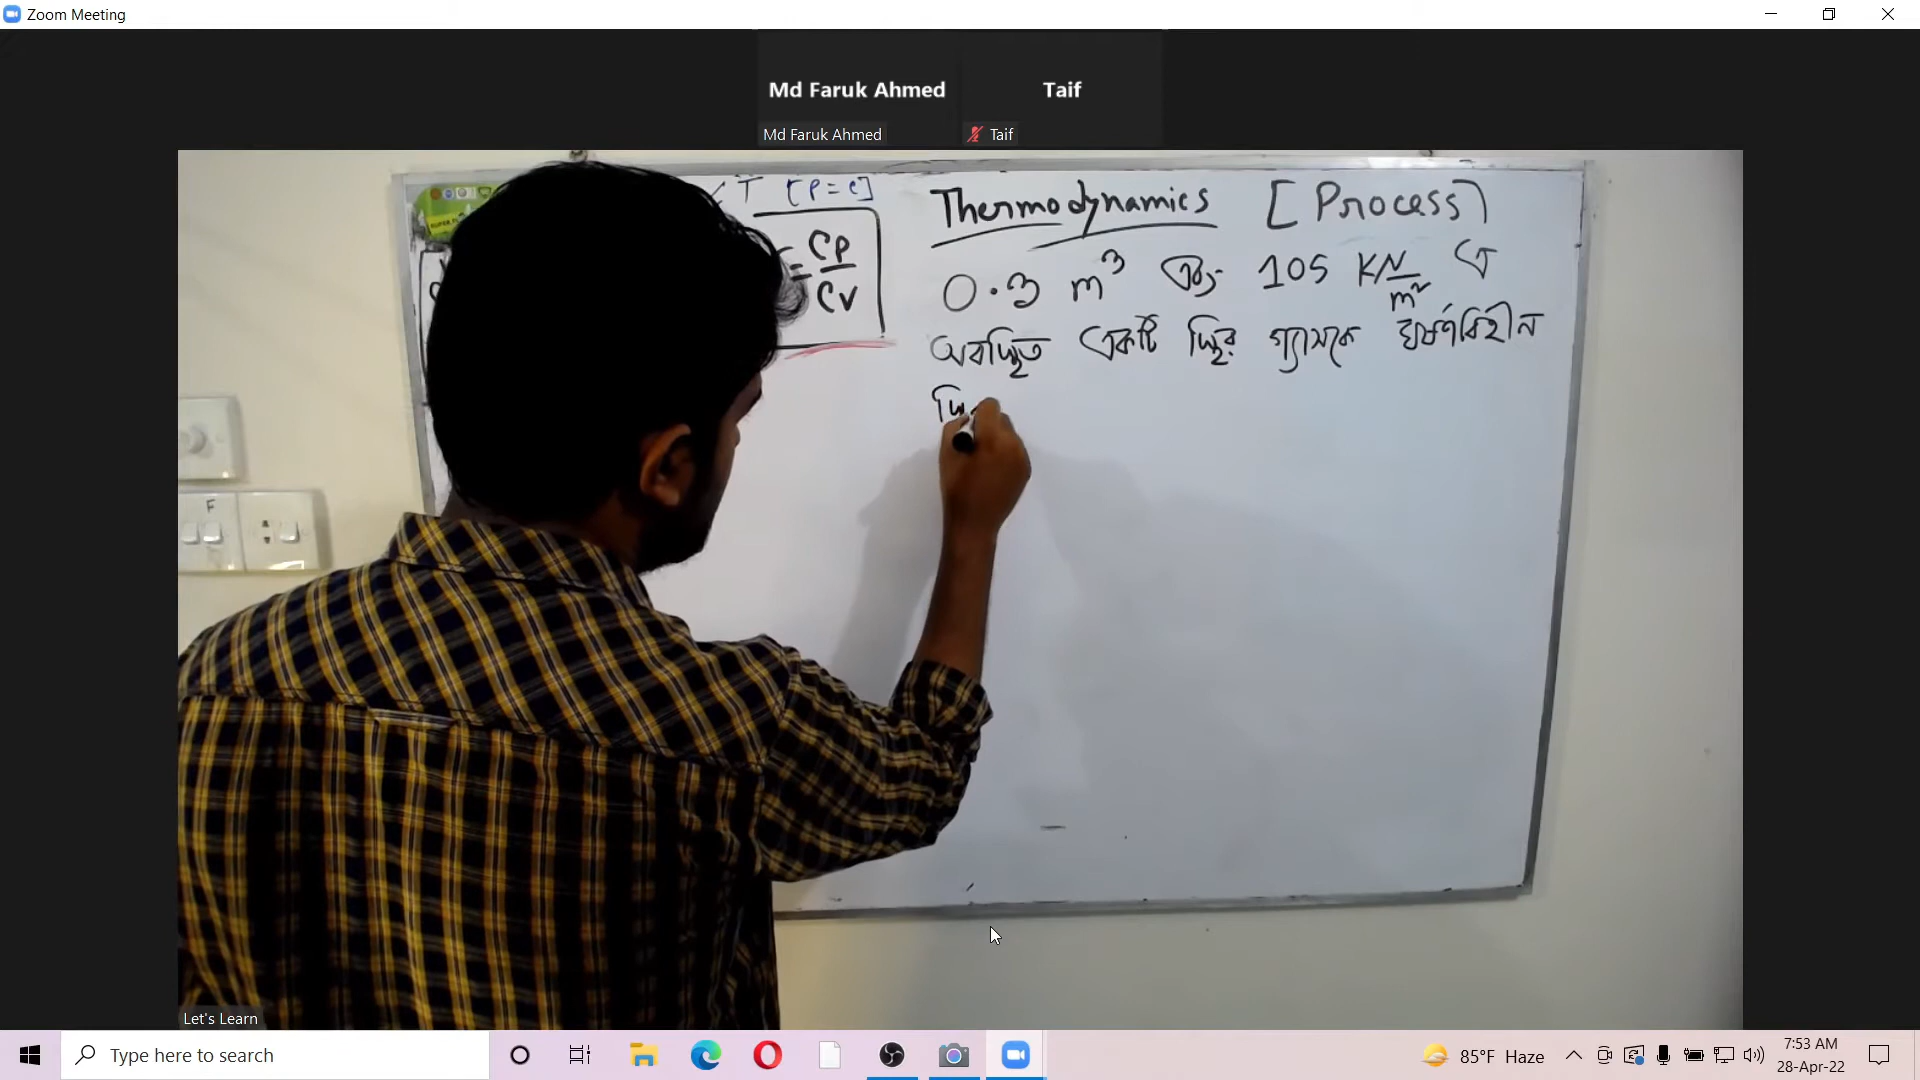 Zoom Meeting
Md Faruk Ahmed
Taif
Md Faruk Ahmed
Taif
T [P=c]
= Cp/Cv
Thermodynamics [Process]
0.3 m³ এবং 105 KN/m² এ
অবস্থিত একটি স্থির গ্যাসকে ঘর্ষণবিহীন
স্থি
F
Let's Learn
Type here to search
85°F Haze
7:53 AM
28-Apr-22